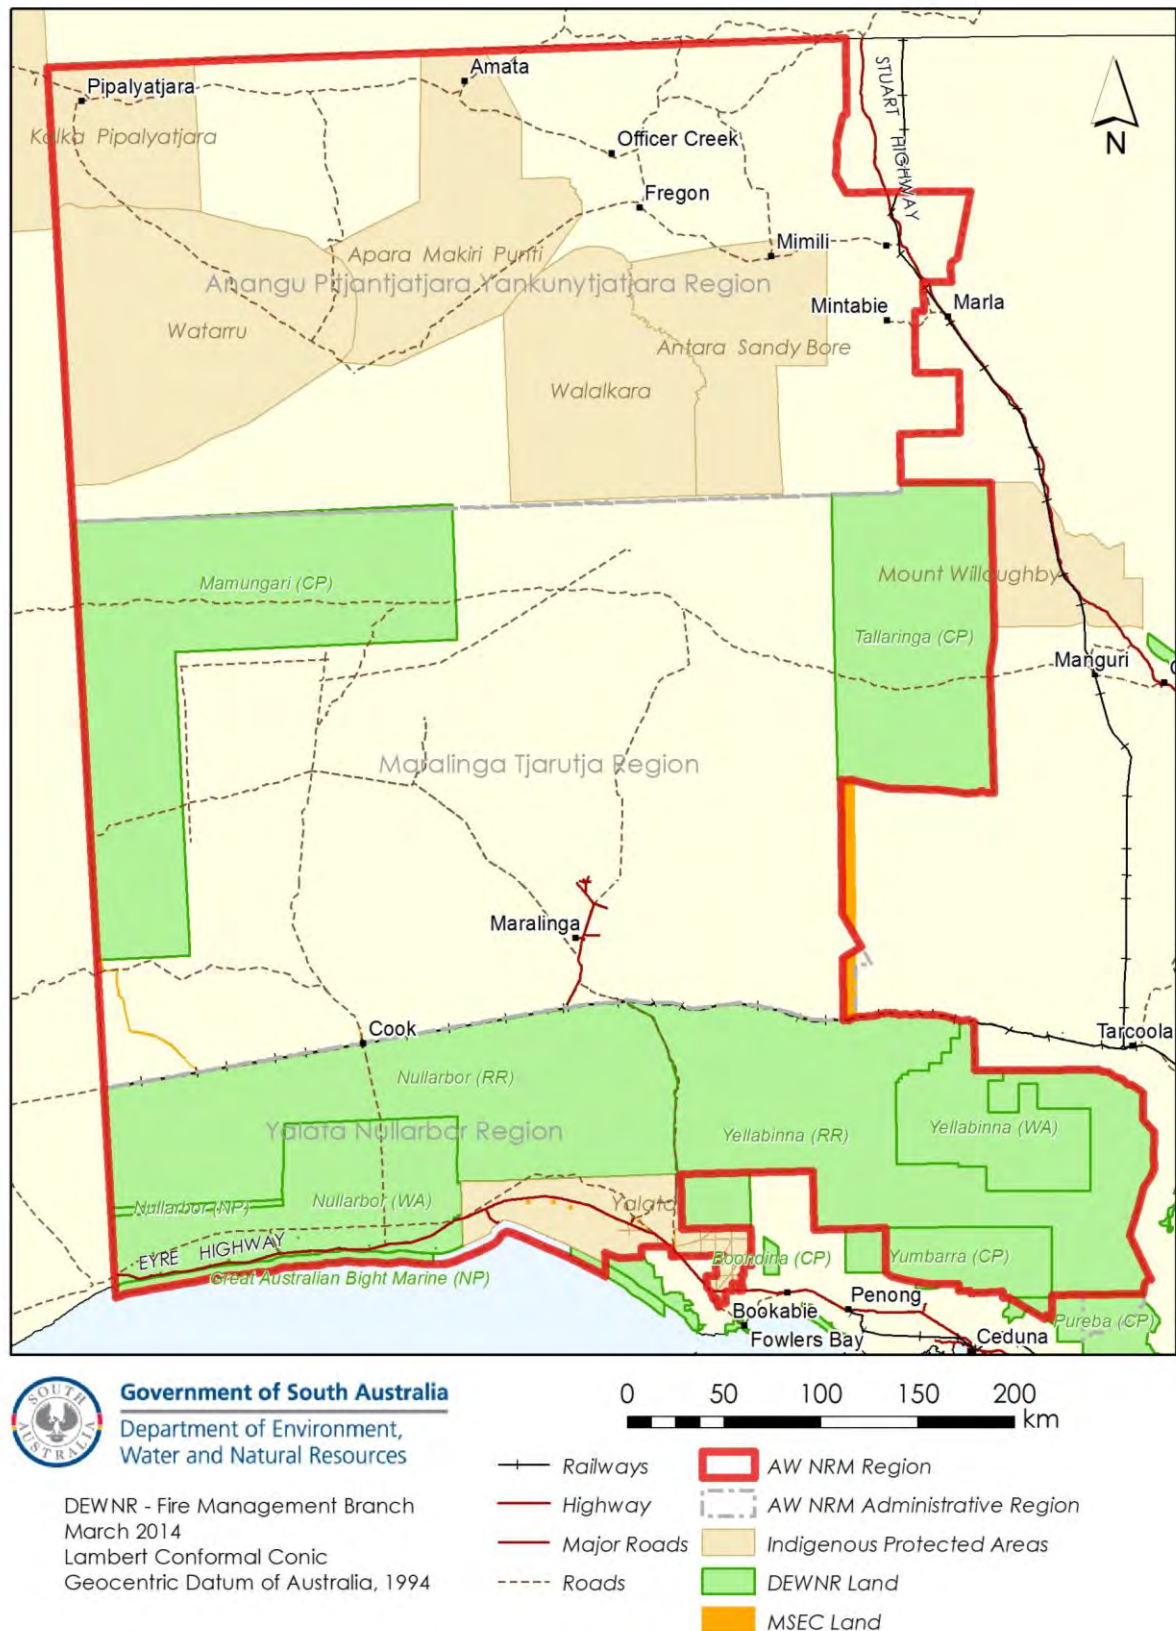 Pipalyatjara
Amata
Kalka Pipalyatjara
Officer Creek
Fregon
STUART HIGHWAY
N
Mimili
Apara Makiri Punti
Anangu Pitjantjatjara Yankunytjatjara Region
Mintabie
Marla
Watarru
Antara Sandy Bore
Walalkara
Mamungari (CP)
Mount Willoughby
Tallaringa (CP)
Manguri
C
Maralinga Tjarutja Region
Maralinga
Cook
Tarcoola
Nullarbor (RR)
Yalata Nullarbor Region
Yellabinna (RR)
Yellabinna (WA)
Nullarbor (NP)
Nullarbor (WA)
Yalata
EYRE HIGHWAY
Boondina (CP)
Yumbarra (CP)
Great Australian Bight Marine (NP)
Bookabie
Penong
Pureba (CP)
Fowlers Bay
Ceduna
SOUTH AUSTRALIA
Government of South Australia
Department of Environment,
Water and Natural Resources
0 50 100 150 200
km
Railways
AW NRM Region
Highway
AW NRM Administrative Region
Major Roads
Indigenous Protected Areas
Roads
DEWNR Land
MSEC Land
DEWNR - Fire Management Branch
March 2014
Lambert Conformal Conic
Geocentric Datum of Australia, 1994